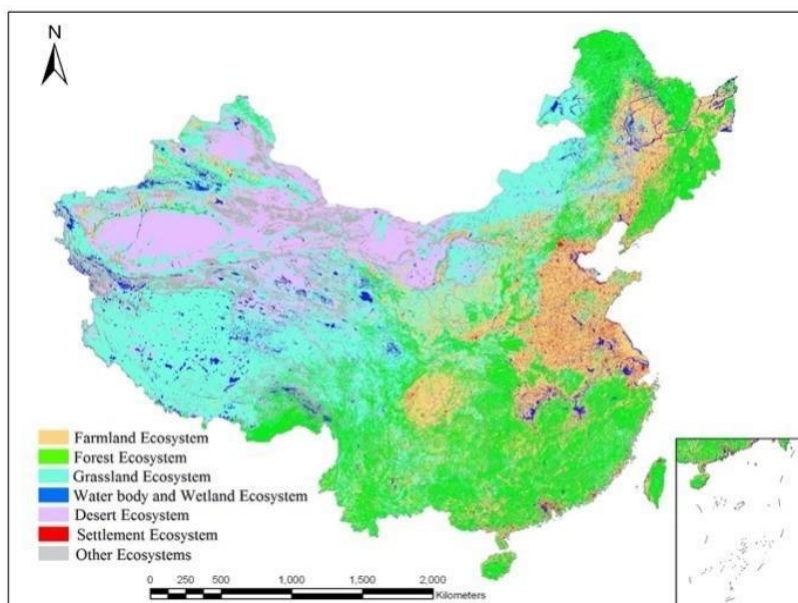 N
Farmland Ecosystem
Forest Ecosystem
Grassland Ecosystem
Water body and Wetland Ecosystem
Desert Ecosystem
Settlement Ecosystem
Other Ecosystems
0 250 500 1,000 1,500 2,000
Kilometers